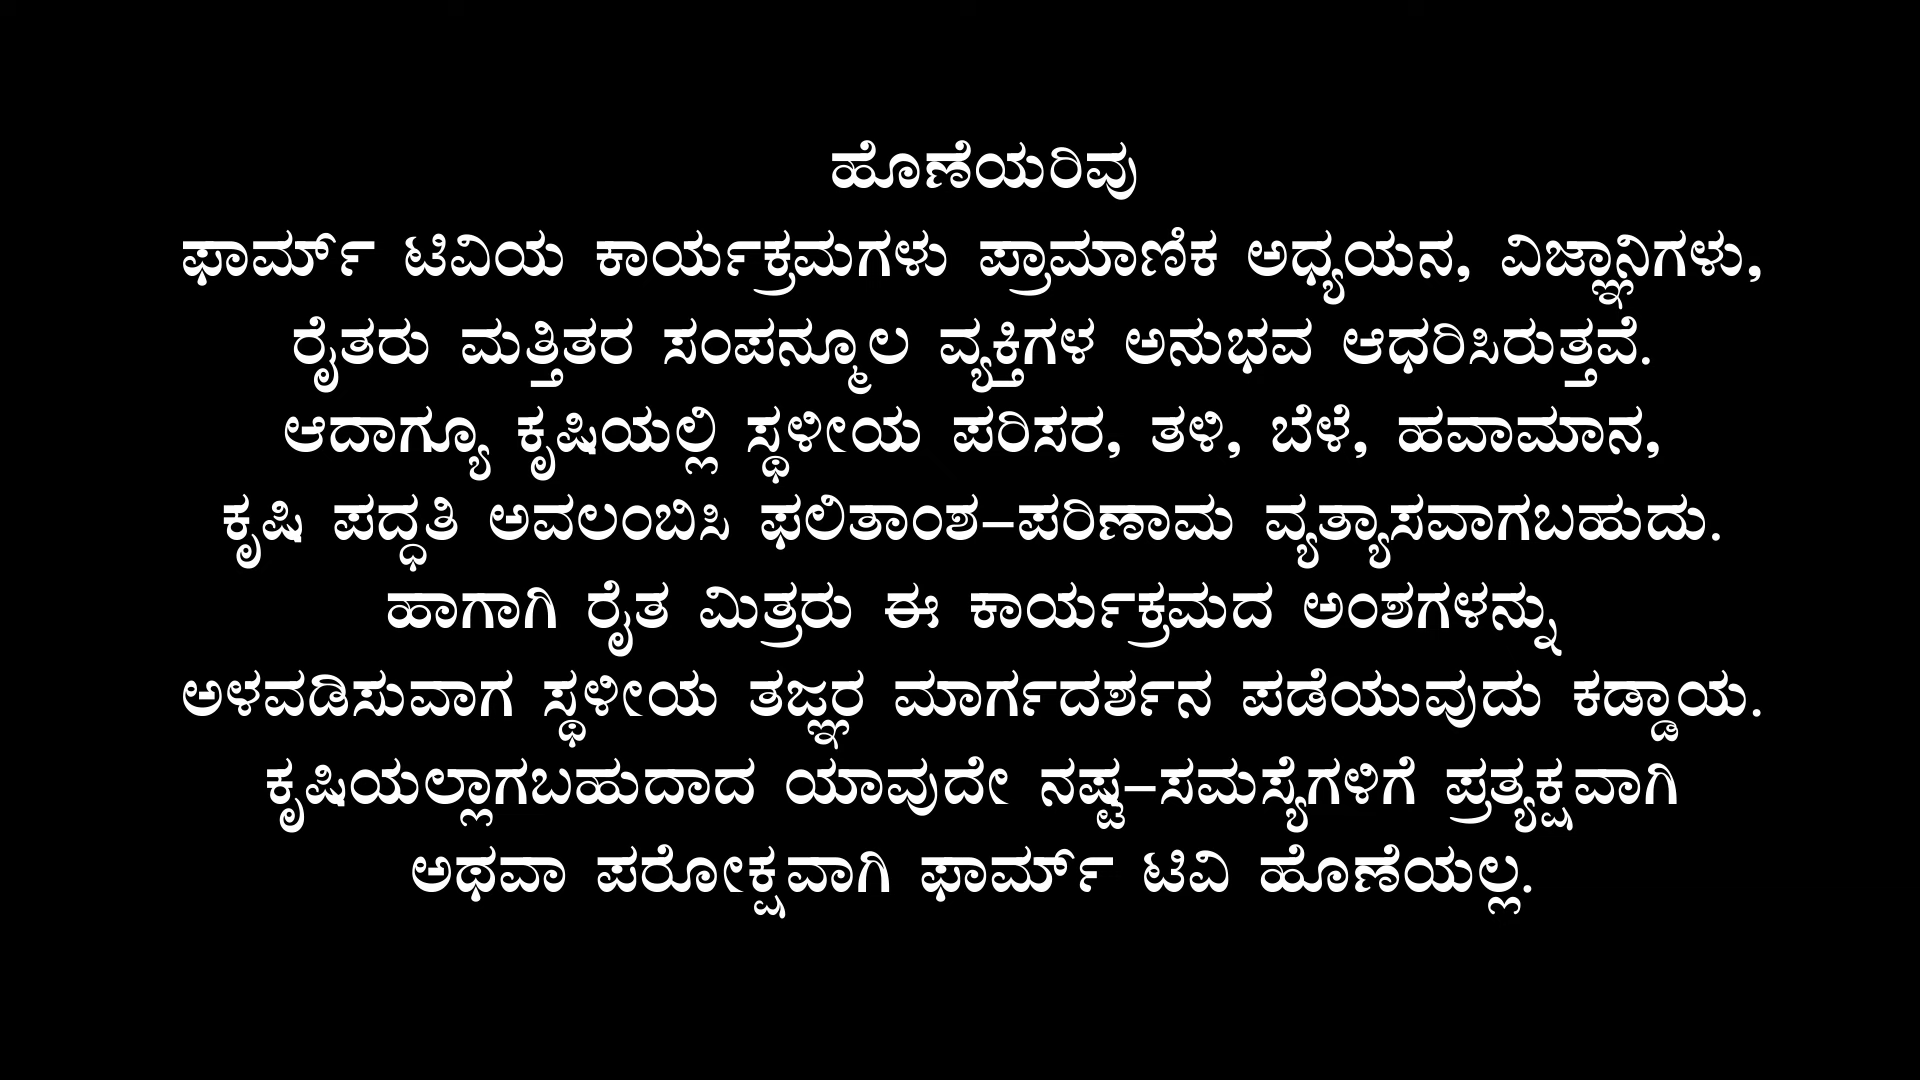 ಹೊಣೆಯರಿವು
ಫಾರ್ಮ್ ಟಿವಿಯ ಕಾರ್ಯಕ್ರಮಗಳು ಪ್ರಾಮಾಣಿಕ ಅಧ್ಯಯನ, ವಿಜ್ಞಾನಿಗಳು,
ರೈತರು ಮತ್ತಿತರ ಸಂಪನ್ಮೂಲ ವ್ಯಕ್ತಿಗಳ ಅನುಭವ ಆಧರಿಸಿರುತ್ತವೆ.
ಆದಾಗ್ಯೂ ಕೃಷಿಯಲ್ಲಿ ಸ್ಥಳೀಯ ಪರಿಸರ, ತಳಿ, ಬೆಳೆ, ಹವಾಮಾನ,
ಕೃಷಿ ಪದ್ಧತಿ ಅವಲಂಬಿಸಿ ಫಲಿತಾಂಶ–ಪರಿಣಾಮ ವ್ಯತ್ಯಾಸವಾಗಬಹುದು.
ಹಾಗಾಗಿ ರೈತ ಮಿತ್ರರು ಈ ಕಾರ್ಯಕ್ರಮದ ಅಂಶಗಳನ್ನು
ಅಳವಡಿಸುವಾಗ ಸ್ಥಳೀಯ ತಜ್ಞರ ಮಾರ್ಗದರ್ಶನ ಪಡೆಯುವುದು ಕಡ್ಡಾಯ.
ಕೃಷಿಯಲ್ಲಾಗಬಹುದಾದ ಯಾವುದೇ ನಷ್ಟ–ಸಮಸ್ಯೆಗಳಿಗೆ ಪ್ರತ್ಯಕ್ಷವಾಗಿ
ಅಥವಾ ಪರೋಕ್ಷವಾಗಿ ಫಾರ್ಮ್ ಟಿವಿ ಹೊಣೆಯಲ್ಲ.